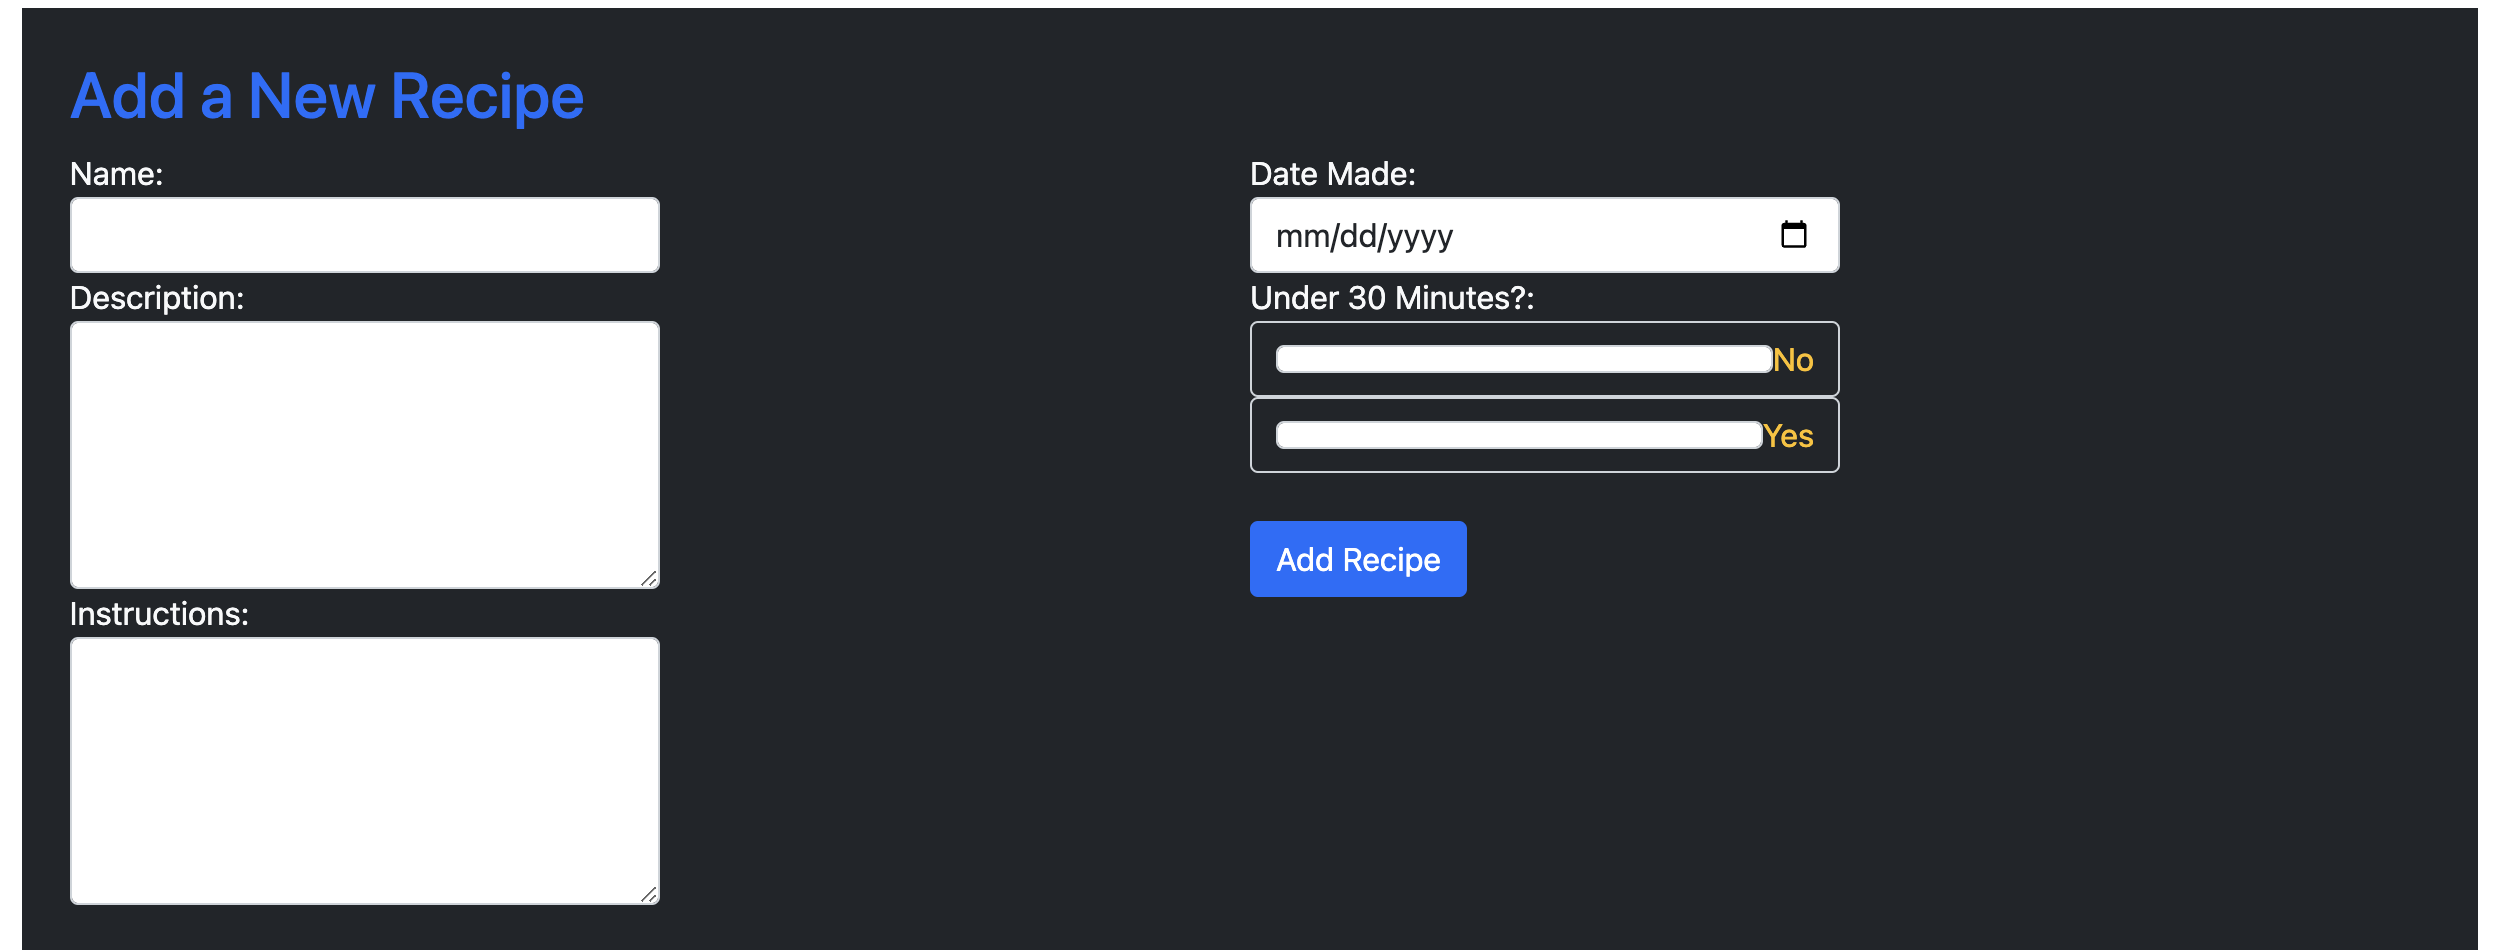 Add a New Recipe
Name:
Description:
Instructions:
Date Made:
mm/dd/yyyy
Under 30 Minutes?:
No
Yes
Add Recipe